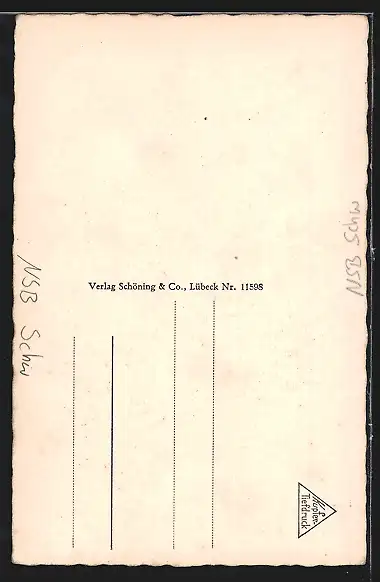 Verlag Schöning & Co., Lübeck Nr. 11598
NSB Schw
NSB Schw
Kupfer-
Tiefdruck